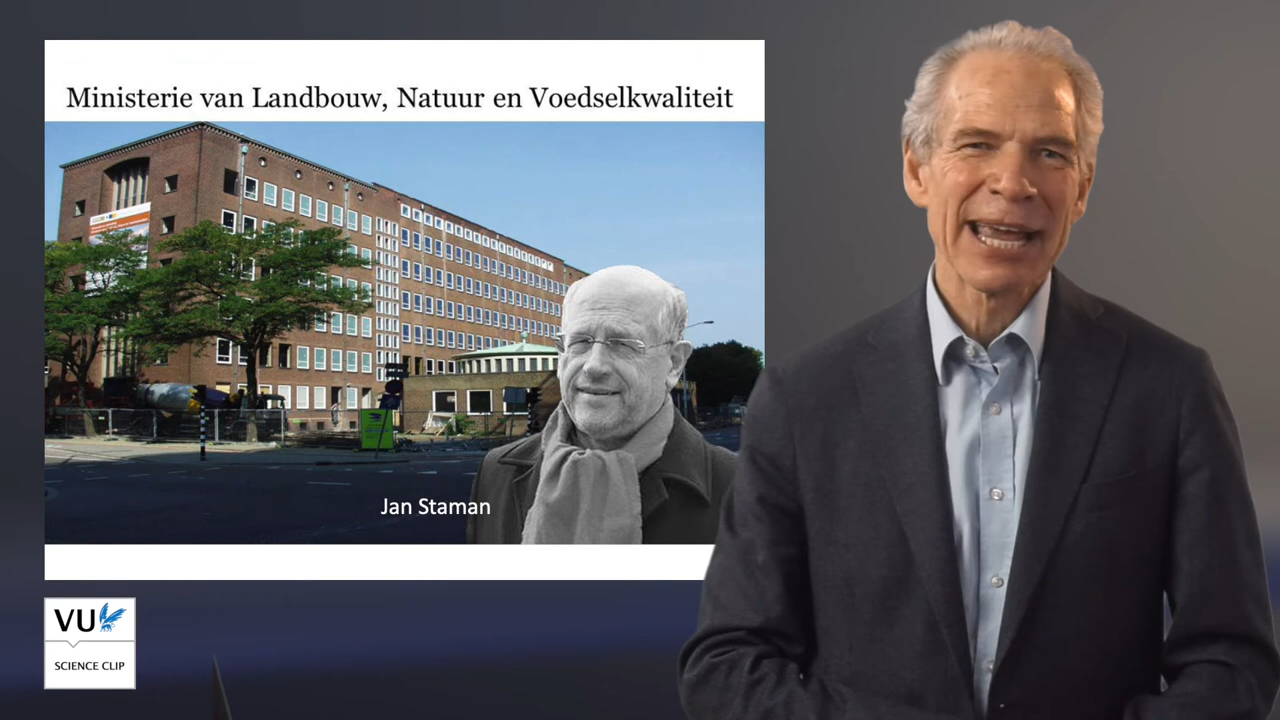 Ministerie van Landbouw, Natuur en Voedselkwaliteit
Jan Staman
VU
SCIENCE CLIP